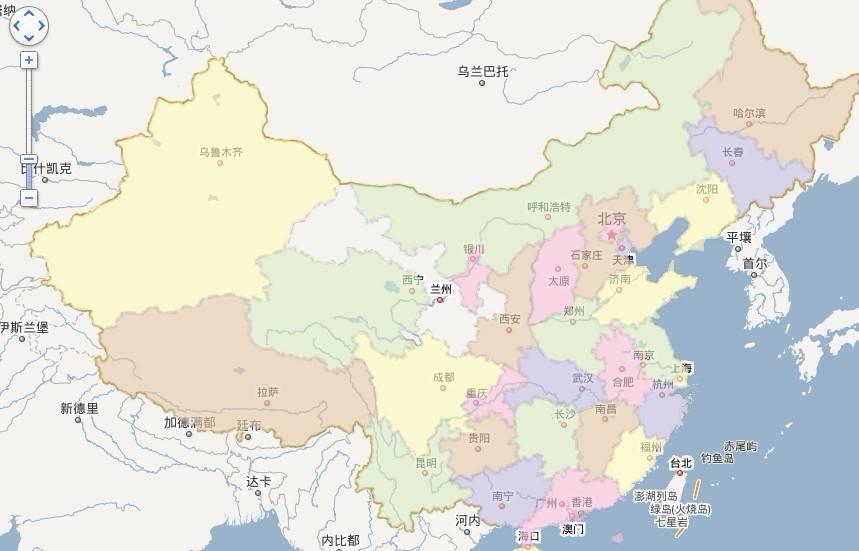 乌兰巴托
哈尔滨
长春
乌鲁木齐
比什凯克
沈阳
呼和浩特
北京
平壤
银川
天津
石家庄
首尔
太原
西宁
济南
兰州
郑州
西安
伊斯兰堡
南京
上海
成都
武汉
合肥
杭州
拉萨
重庆
新德里
长沙
南昌
加德满都
廷布
贵阳
福州
赤尾屿
钓鱼岛
昆明
台北
达卡
南宁
澎湖列岛
广州
香港
绿岛(火烧岛)
七星岩
河内
澳门
海口
内比都